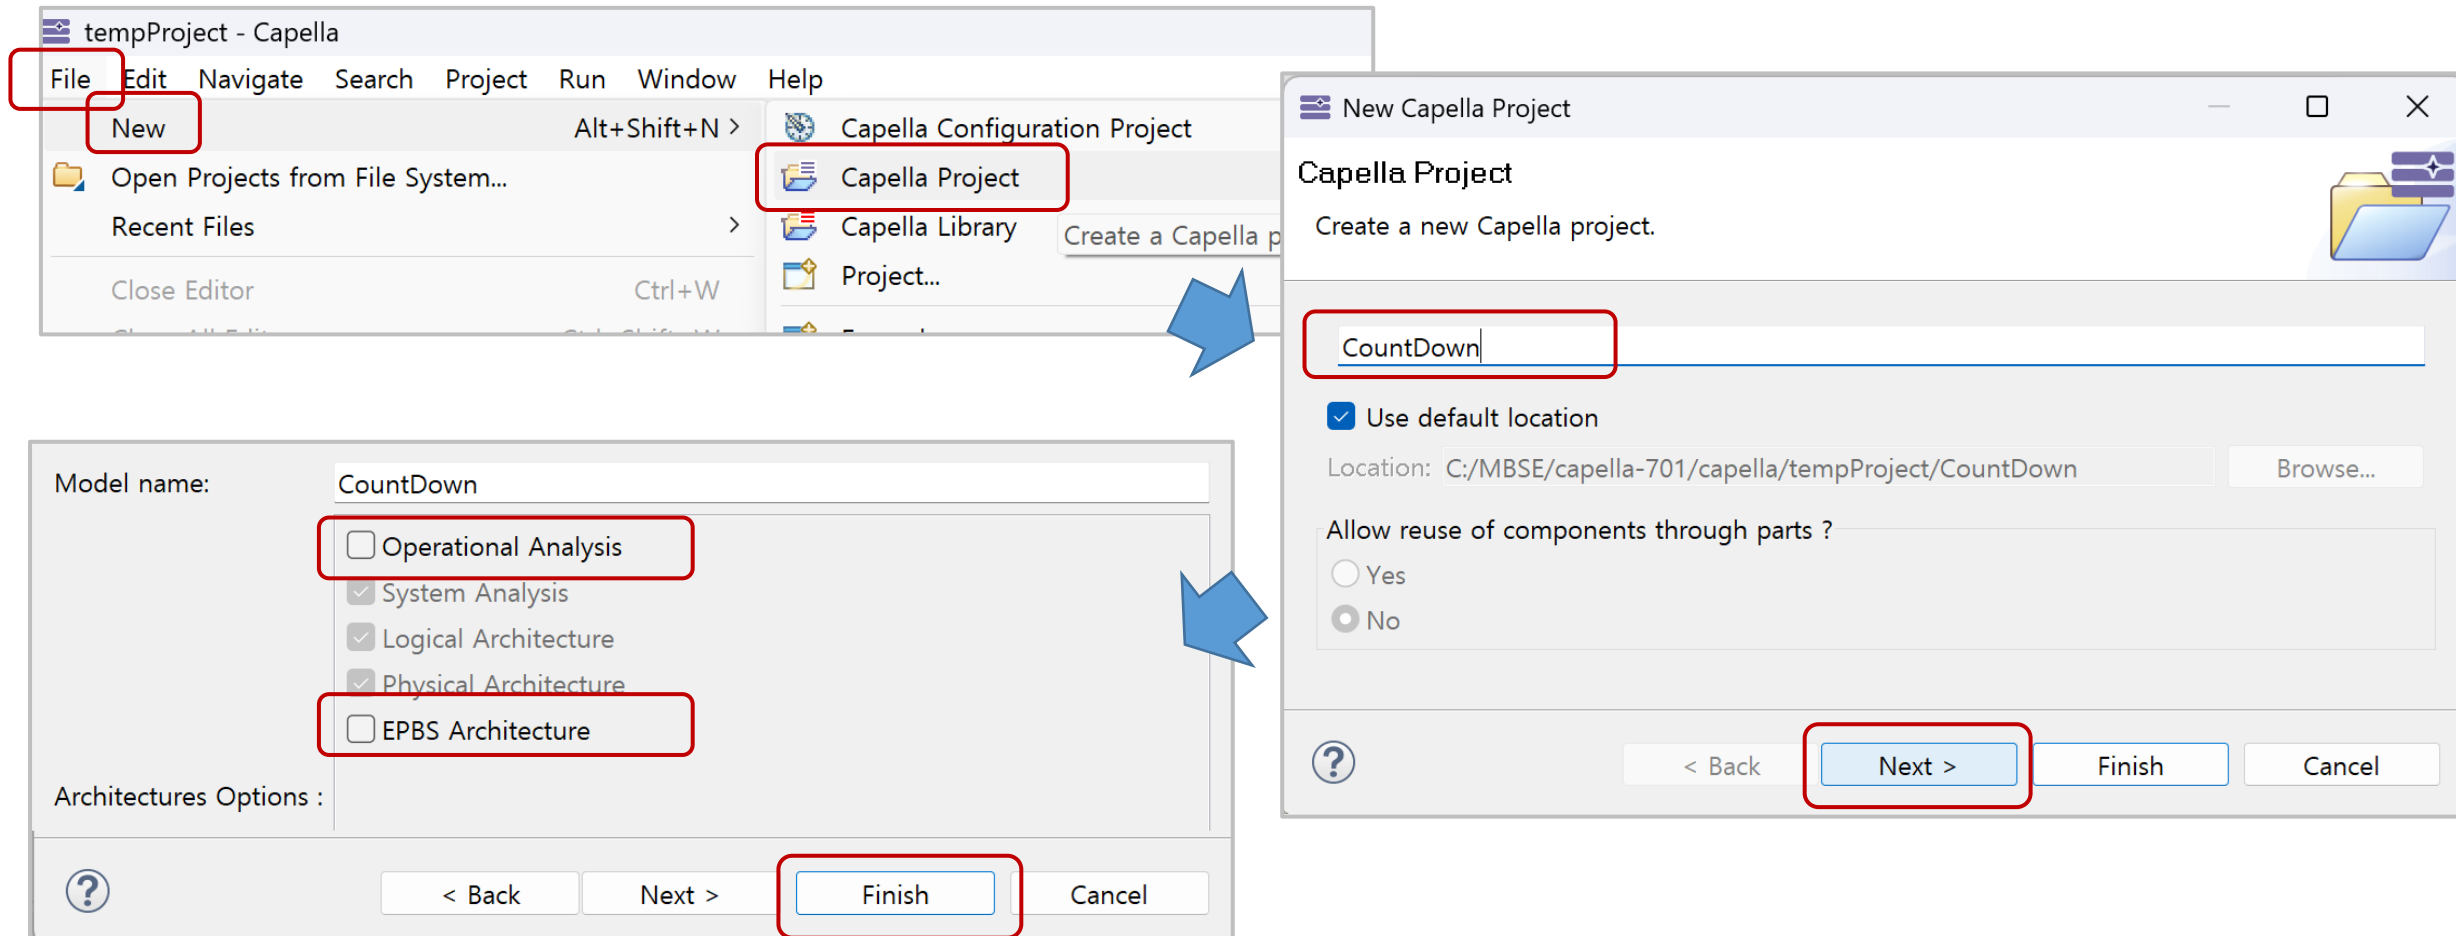 tempProject - Capella
File Edit Navigate Search Project Run Window Help
New Alt+Shift+N >
Open Projects from File System...
Recent Files >
Close Editor Ctrl+W
Capella Configuration Project
Capella Project
Capella Library
Create a Capella p
Project...
New Capella Project
Capella Project
Create a new Capella project.
CountDown
Use default location
Location: C:/MBSE/capella-701/capella/tempProject/CountDown Browse...
Allow reuse of components through parts ?
Yes
No
? < Back Next > Finish Cancel
Model name: CountDown
Operational Analysis
System Analysis
Logical Architecture
Physical Architecture
EPBS Architecture
Architectures Options :
? < Back Next > Finish Cancel